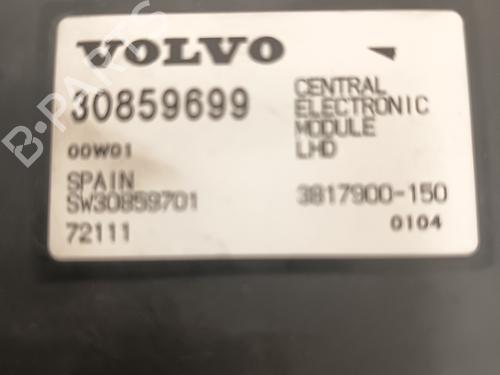 VOLVO
30859699
00W01
SPAIN
SW30859701
72111
CENTRAL
ELECTRONIC
MODULE
LHD
3817900-150
0104
B-PARTS